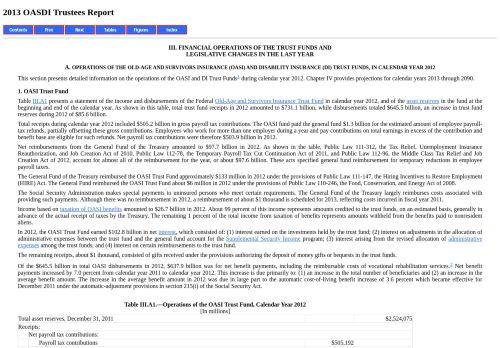 2013 OASDI Trustees Report
Contents Prev Next Tables Figures Index
III. FINANCIAL OPERATIONS OF THE TRUST FUNDS AND
LEGISLATIVE CHANGES IN THE LAST YEAR
A. OPERATIONS OF THE OLD-AGE AND SURVIVORS INSURANCE (OASI) AND DISABILITY INSURANCE (DI) TRUST FUNDS, IN CALENDAR YEAR 2012
This section presents detailed information on the operations of the OASI and DI Trust Funds1 during calendar year 2012. Chapter IV provides projections for calendar years 2013 through 2090.
1. OASI Trust Fund
Table III.A1 presents a statement of the income and disbursements of the Federal Old-Age and Survivors Insurance Trust Fund in calendar year 2012, and of the asset reserves in the fund at the
beginning and end of the calendar year. As shown in this table, total trust fund receipts in 2012 amounted to $731.1 billion, while disbursements totaled $645.5 billion, an increase in trust fund
reserves during 2012 of $85.6 billion.
Total receipts during calendar year 2012 included $505.2 billion in gross payroll tax contributions. The OASI fund paid the general fund $1.3 billion for the estimated amount of employee payroll-
tax refunds, partially offsetting these gross contributions. Employees who work for more than one employer during a year and pay contributions on total earnings in excess of the contribution and
benefit base are eligible for such refunds. Net payroll tax contributions were therefore $503.9 billion in 2012.
Net reimbursements from the General Fund of the Treasury amounted to $97.7 billion in 2012. As shown in the table, Public Law 111-312, the Tax Relief, Unemployment Insurance
Reauthorization, and Job Creation Act of 2010, Public Law 112-78, the Temporary Payroll Tax Cut Continuation Act of 2011, and Public Law 112-96, the Middle Class Tax Relief and Job
Creation Act of 2012, account for almost all of the reimbursement for the year, or about $97.6 billion. These acts specified general fund reimbursement for temporary reductions in employee
payroll taxes.
The General Fund of the Treasury reimbursed the OASI Trust Fund approximately $133 million in 2012 under the provisions of Public Law 111-147, the Hiring Incentives to Restore Employment
(HIRE) Act. The General Fund reimbursed the OASI Trust Fund about $6 million in 2012 under the provisions of Public Law 110-246, the Food, Conservation, and Energy Act of 2008.
The Social Security Administration makes special payments to uninsured persons who meet certain requirements. The General Fund of the Treasury largely reimburses costs associated with
providing such payments. Although there was no reimbursement in 2012, a reimbursement of about $1 thousand is scheduled for 2013, reflecting costs incurred in fiscal year 2011.
Income based on taxation of OASI benefits amounted to $26.7 billion in 2012. About 99 percent of this income represents amounts credited to the trust funds, on an estimated basis, generally in
advance of the actual receipt of taxes by the Treasury. The remaining 1 percent of the total income from taxation of benefits represents amounts withheld from the benefits paid to nonresident
aliens.
In 2012, the OASI Trust Fund earned $102.8 billion in net interest, which consisted of: (1) interest earned on the investments held by the trust fund; (2) interest on adjustments in the allocation of
administrative expenses between the trust fund and the general fund account for the Supplemental Security Income program; (3) interest arising from the revised allocation of administrative
expenses among the trust funds; and (4) interest on certain reimbursements to the trust fund.
The remaining receipts, about $1 thousand, consisted of gifts received under the provisions authorizing the deposit of money gifts or bequests in the trust funds.
Of the $645.5 billion in total OASI disbursements in 2012, $637.9 billion was for net benefit payments, including the reimbursable costs of vocational rehabilitation services.2 Net benefit
payments increased by 7.0 percent from calendar year 2011 to calendar year 2012. This increase is due primarily to: (1) an increase in the total number of beneficiaries and (2) an increase in the
average benefit amount. The increase in the average benefit amount in 2012 was due in large part to the automatic cost-of-living benefit increase of 3.6 percent which became effective for
December 2011 under the automatic-adjustment provisions in section 215(i) of the Social Security Act.
Table III.A1.—Operations of the OASI Trust Fund, Calendar Year 2012
[In millions]
Total asset reserves, December 31, 2011 $2,524,075
Receipts:
Net payroll tax contributions:
Payroll tax contributions $505,192